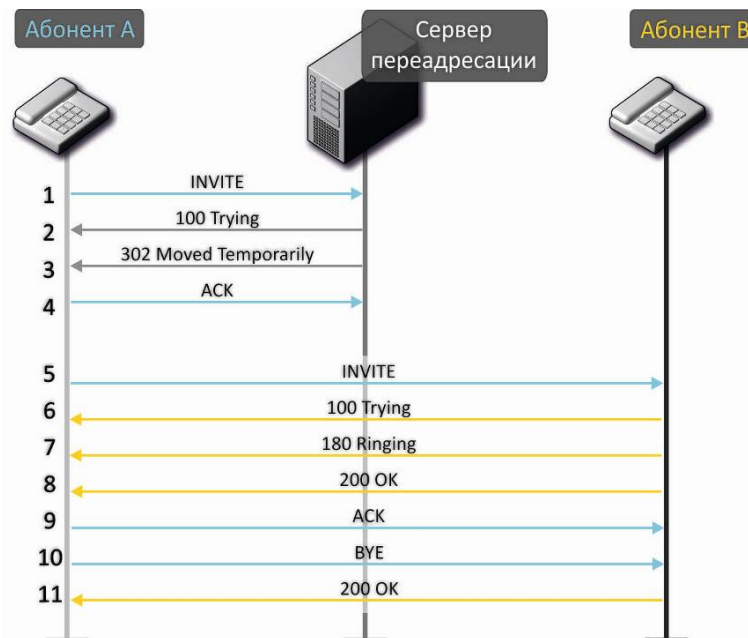 Абонент А
Сервер
переадресации
Абонент В
1 INVITE
2 100 Trying
3 302 Moved Temporarily
4 ACK
5 INVITE
6 100 Trying
7 180 Ringing
8 200 OK
9 ACK
10 BYE
11 200 OK